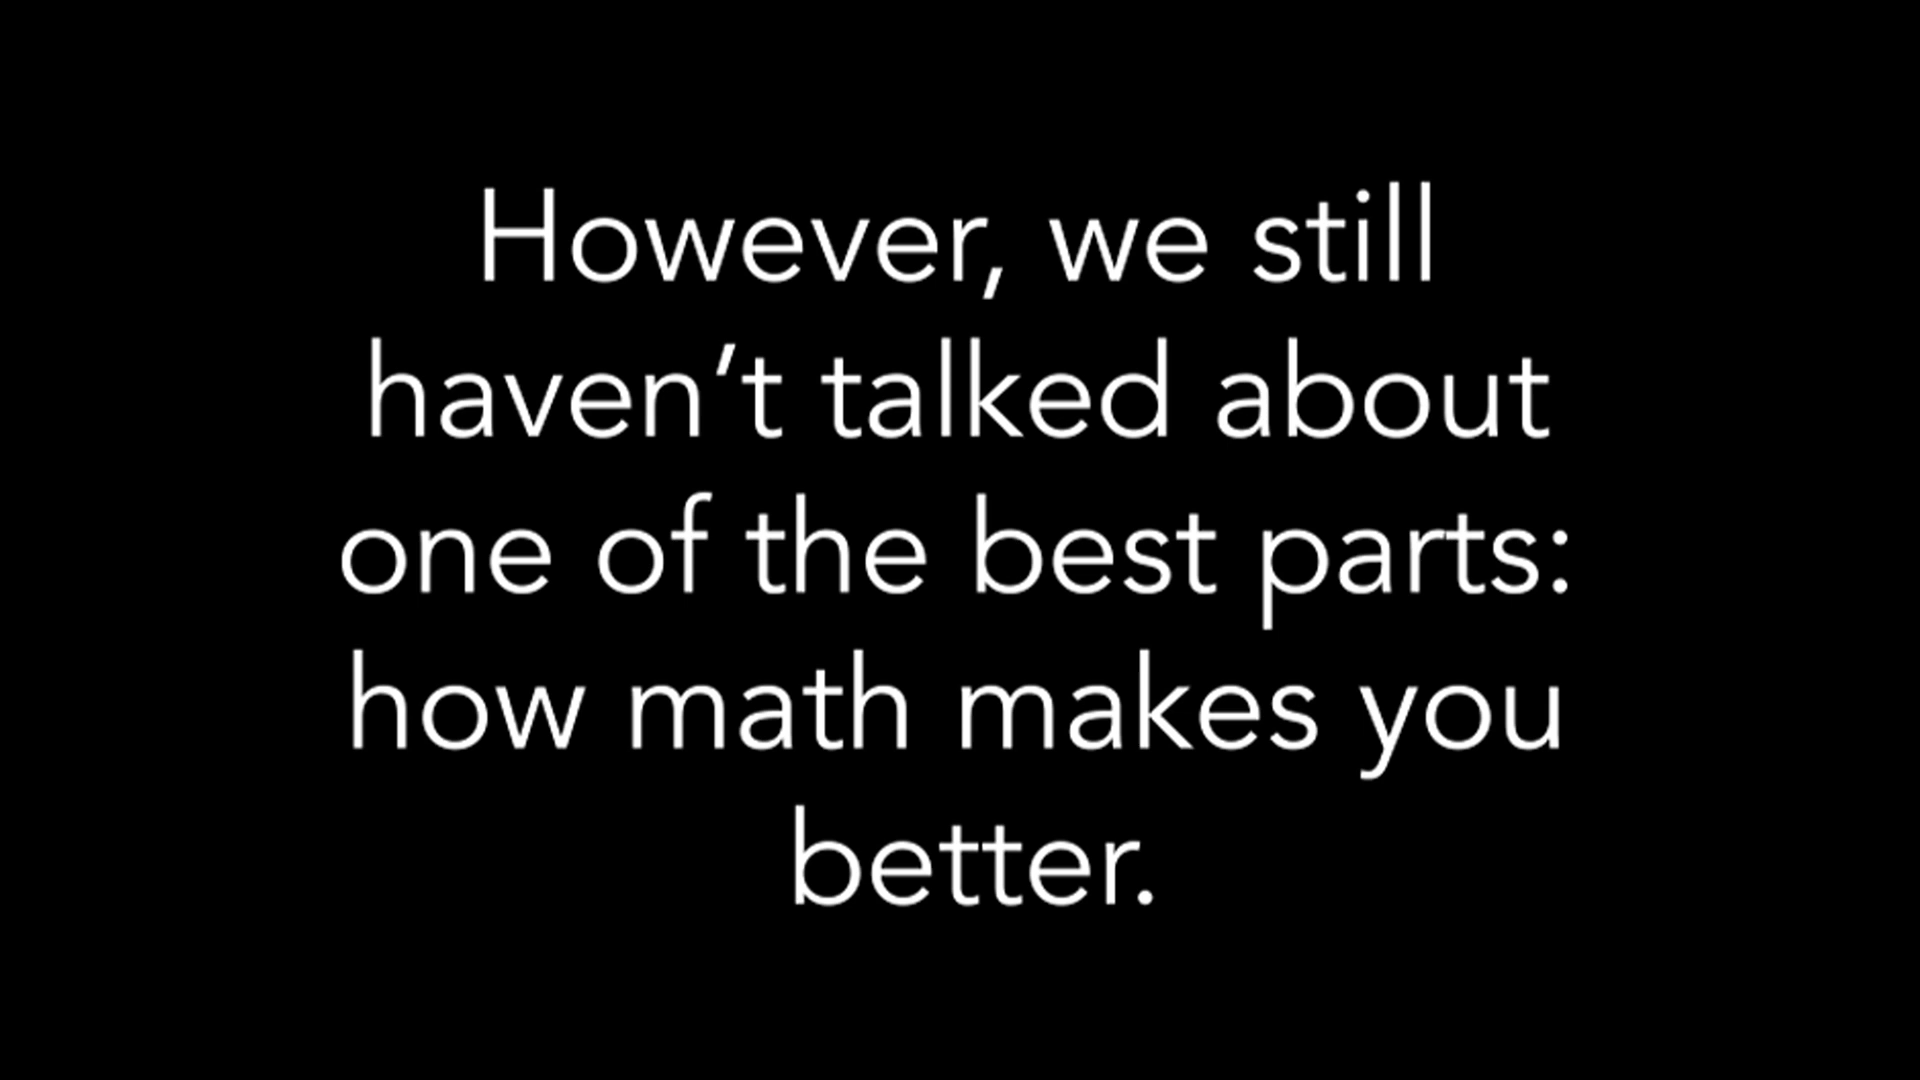 However, we still
haven’t talked about
one of the best parts:
how math makes you
better.